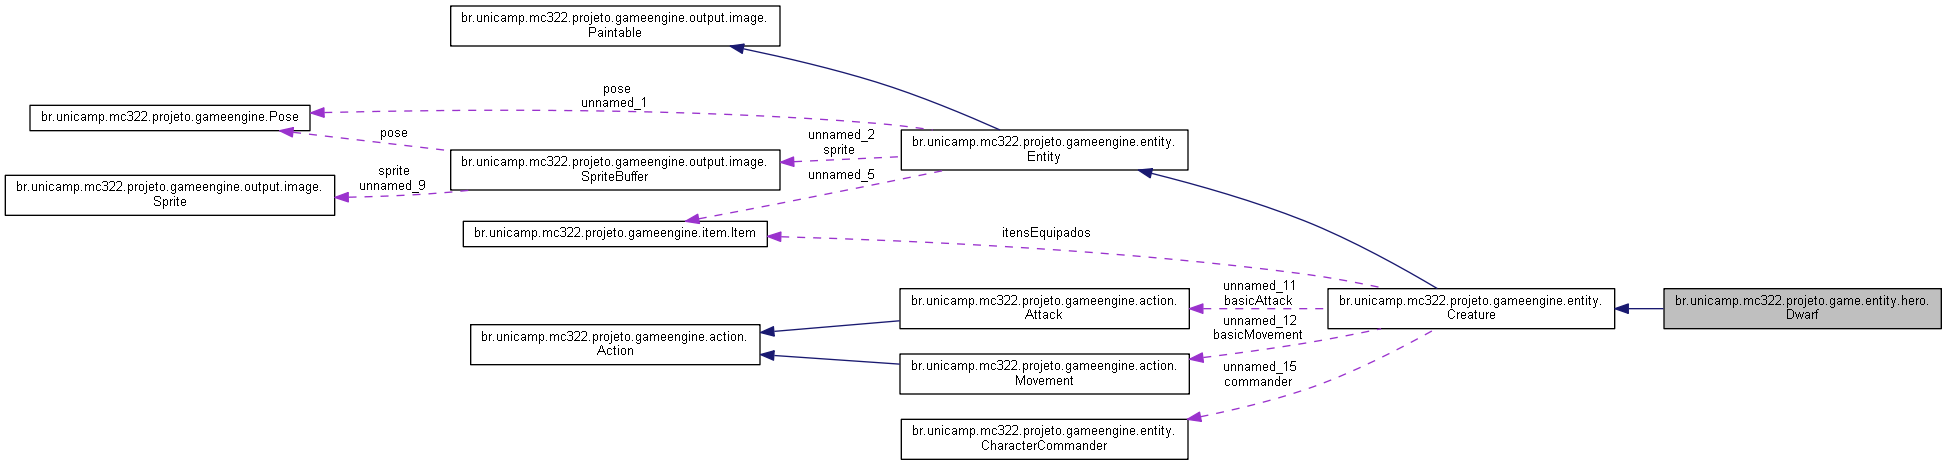 br.unicamp.mc322.projeto.gameengine.output.image.
Paintable
pose
unnamed_1
br.unicamp.mc322.projeto.gameengine.Pose
pose
unnamed_2
sprite
br.unicamp.mc322.projeto.gameengine.entity.
Entity
br.unicamp.mc322.projeto.gameengine.output.image.
SpriteBuffer
sprite
unnamed_9
unnamed_5
br.unicamp.mc322.projeto.gameengine.output.image.
Sprite
br.unicamp.mc322.projeto.gameengine.item.Item
itensEquipados
br.unicamp.mc322.projeto.gameengine.action.
Attack
unnamed_11
basicAttack
br.unicamp.mc322.projeto.gameengine.entity.
Creature
br.unicamp.mc322.projeto.game.entity.hero.
Dwarf
br.unicamp.mc322.projeto.gameengine.action.
Action
unnamed_12
basicMovement
br.unicamp.mc322.projeto.gameengine.action.
Movement
unnamed_15
commander
br.unicamp.mc322.projeto.gameengine.entity.
CharacterCommander